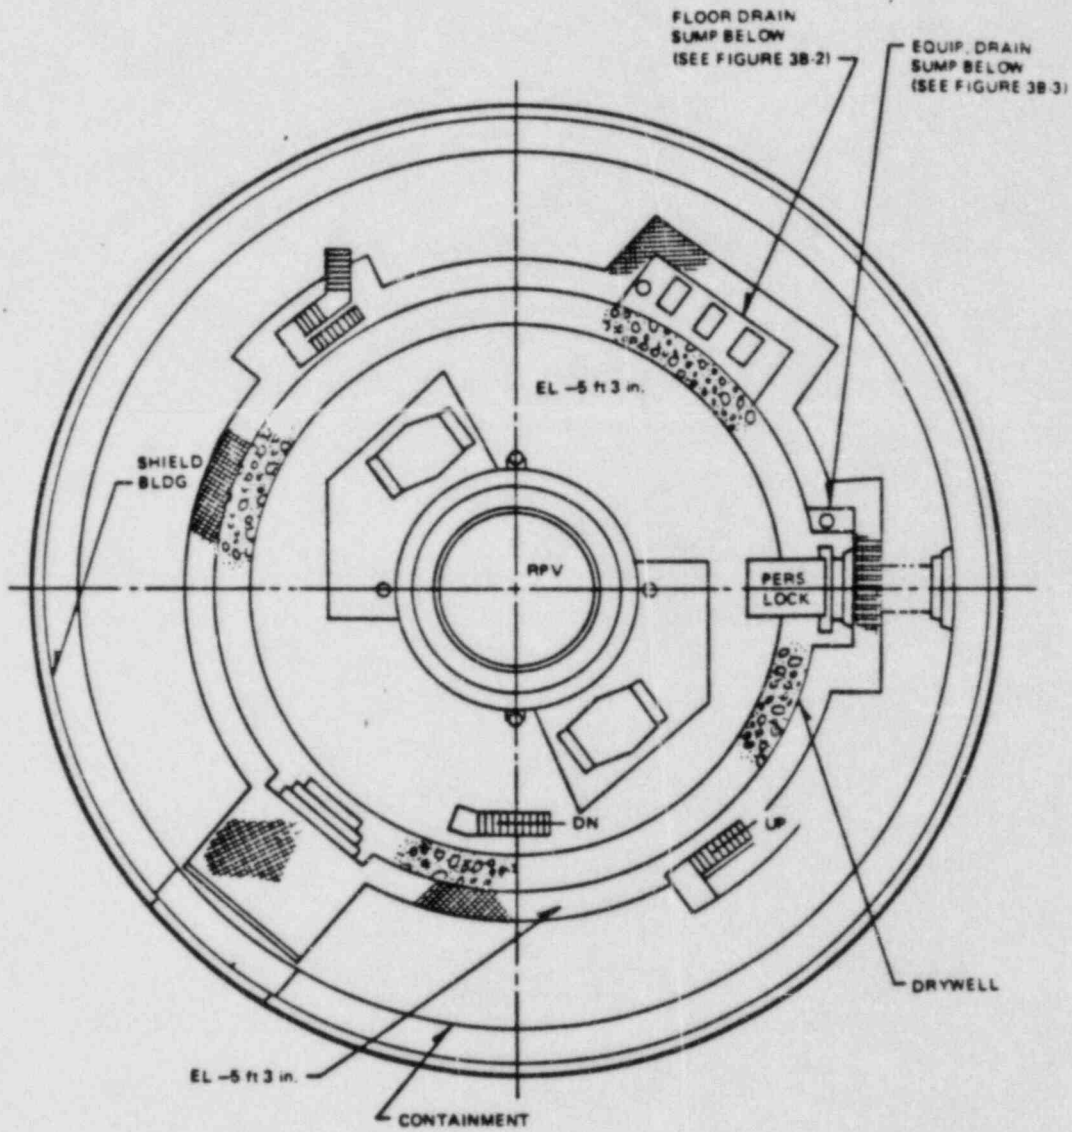 FLOOR DRAIN
SUMP BELOW
(SEE FIGURE 3B-2)
EQUIP. DRAIN
SUMP BELOW
(SEE FIGURE 3B-3)
EL –5 ft 3 in.
SHIELD
BLDG
RPV
PERS
LOCK
DN
UP
DRYWELL
EL –5 ft 3 in.
CONTAINMENT